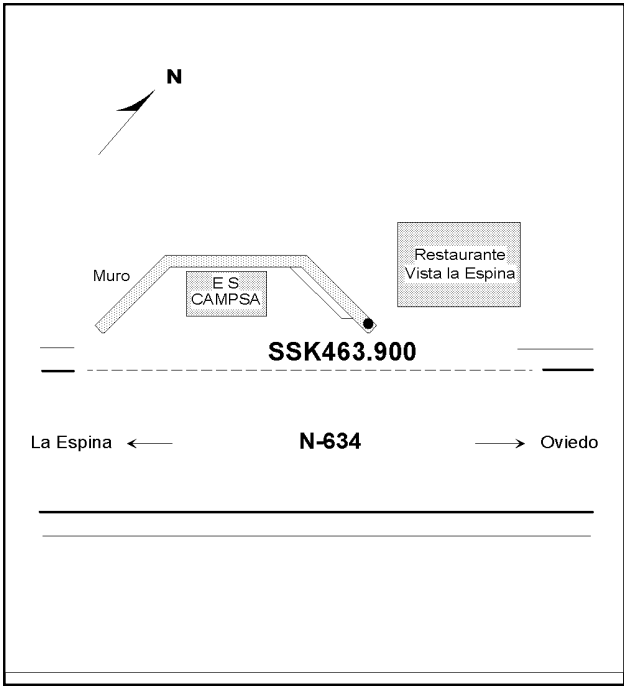 N
Restaurante
Vista la Espina
Muro
E S
CAMPSA
SSK463.900
La Espina
N-634
Oviedo